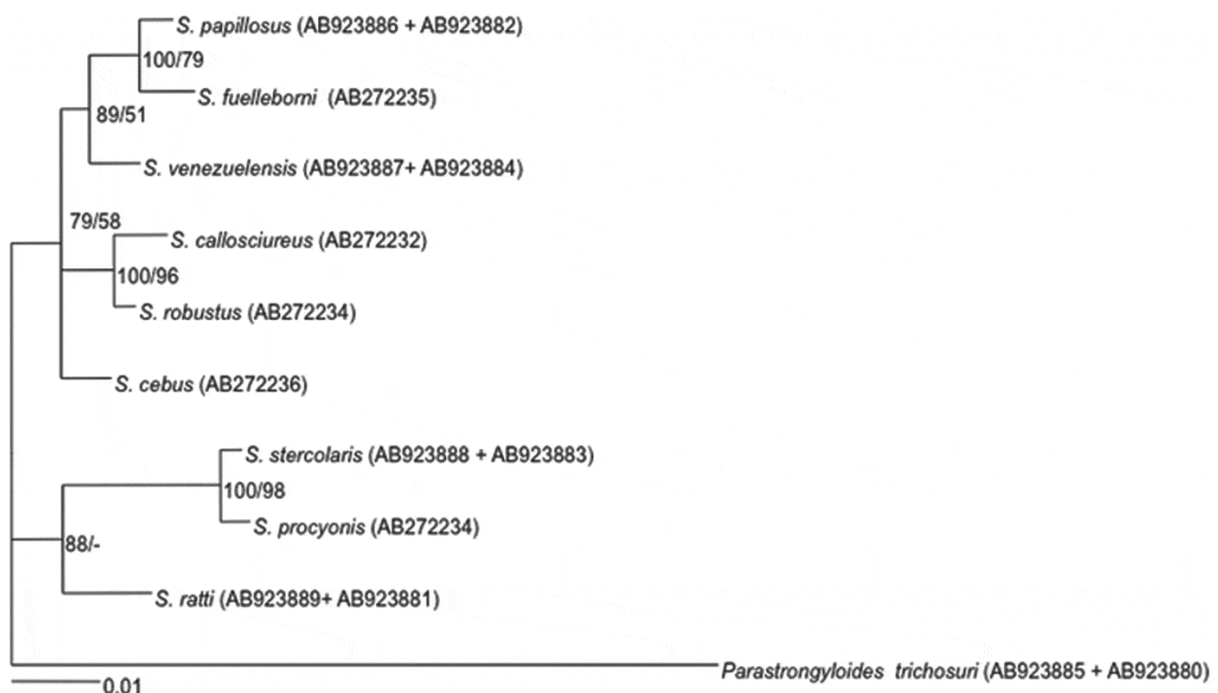 S. papillosus (AB923886 + AB923882)
100/79
S. fuelleborni (AB272235)
89/51
S. venezuelensis (AB923887+ AB923884)
79/58
S. callosciureus (AB272232)
100/96
S. robustus (AB272234)
S. cebus (AB272236)
S. stercolaris (AB923888 + AB923883)
100/98
S. procyonis (AB272234)
88/-
S. ratti (AB923889+ AB923881)
Parastrongyloides trichosuri (AB923885 + AB923880)
0.01